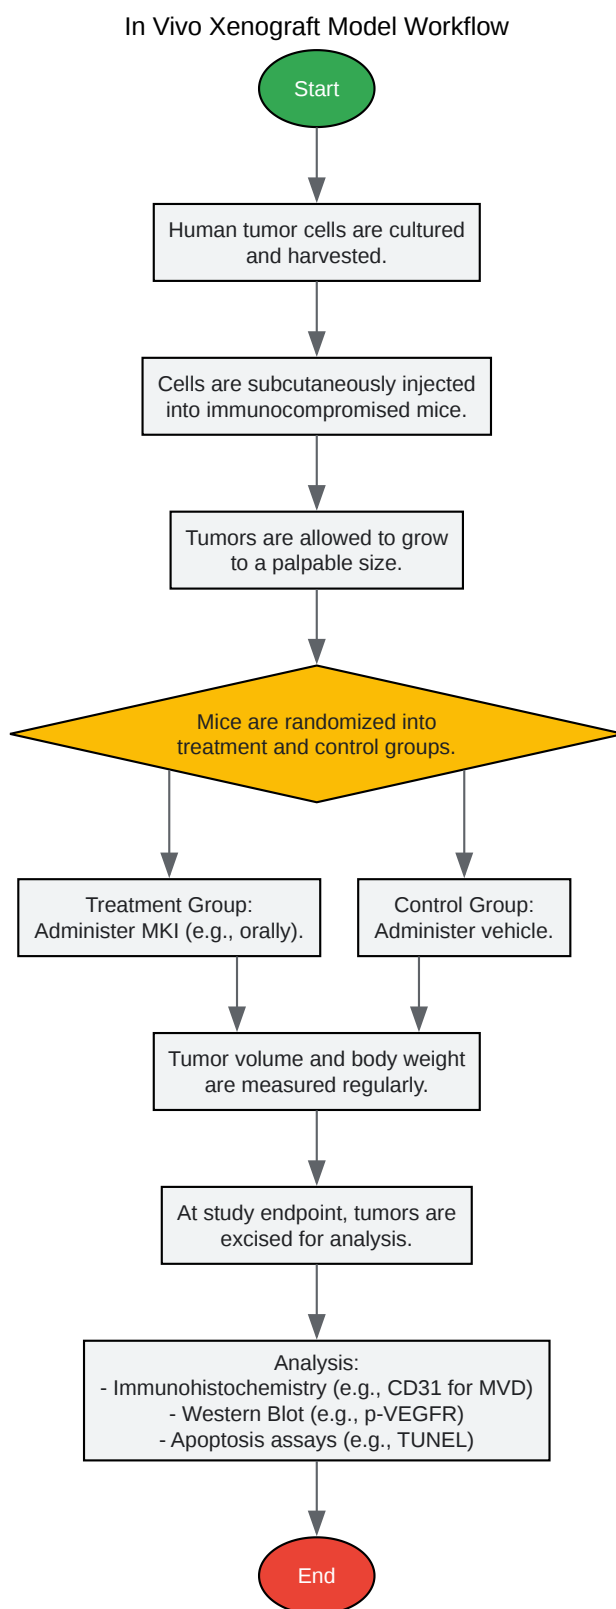 In Vivo Xenograft Model Workflow
Start
Human tumor cells are cultured
and harvested.
Cells are subcutaneously injected
into immunocompromised mice.
Tumors are allowed to grow
to a palpable size.
Mice are randomized into
treatment and control groups.
Treatment Group:
Administer MKI (e.g., orally).
Control Group:
Administer vehicle.
Tumor volume and body weight
are measured regularly.
At study endpoint, tumors are
excised for analysis.
Analysis:
- Immunohistochemistry (e.g., CD31 for MVD)
- Western Blot (e.g., p-VEGFR)
- Apoptosis assays (e.g., TUNEL)
End